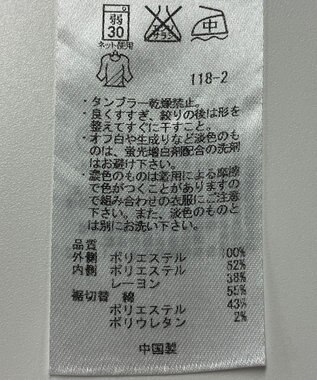 弱
30
エンソ
サラシ
中
ネット使用
118-2
・タンブラー乾燥禁止。
・良くすすぎ、絞りの後は形を
整えてすぐに干すこと。
・オフ白や生成りなど淡色のも
のは、蛍光増白剤配合の洗剤
はお避け下さい。
・濃色のものは着用による摩擦
で色がつくことがありますの
で組み合わせの衣服にご注意
下さい。また、淡色のものと
は別にお洗い下さい。
品質
外側 ポリエステル 100%
内側 ポリエステル 62%
レーヨン 38%
裾切替 綿 55%
ポリエステル 43%
ポリウレタン 2%
中国製